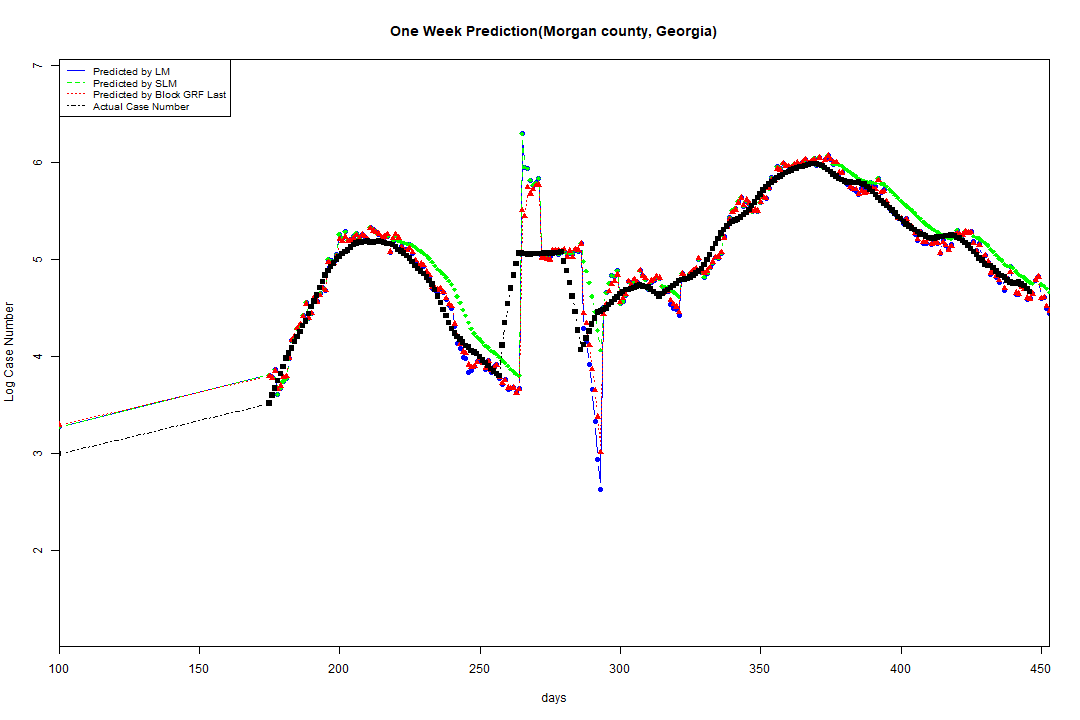 One Week Prediction(Morgan county, Georgia)
Predicted by LM
Predicted by SLM
Predicted by Block GRF Last
Actual Case Number
7
6
5
4
3
2
Log Case Number
100 150 200 250 300 350 400 450
days